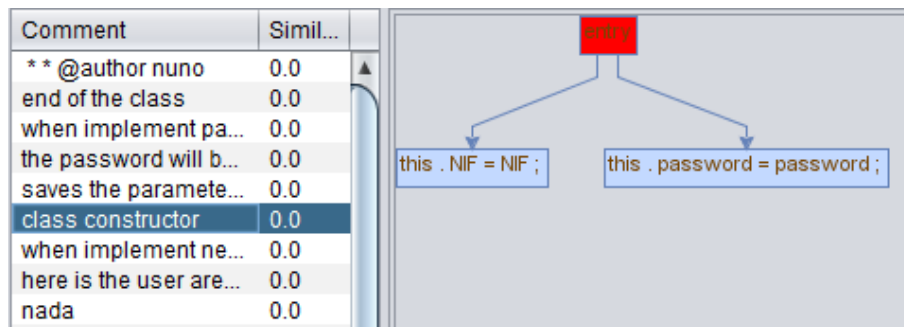 Comment Simil...
* * @author nuno 0.0
end of the class 0.0
when implement pa... 0.0
the password will b... 0.0
saves the paramete... 0.0
class constructor 0.0
when implement ne... 0.0
here is the user are... 0.0
nada 0.0
entry
this . NIF = NIF ;
this . password = password ;